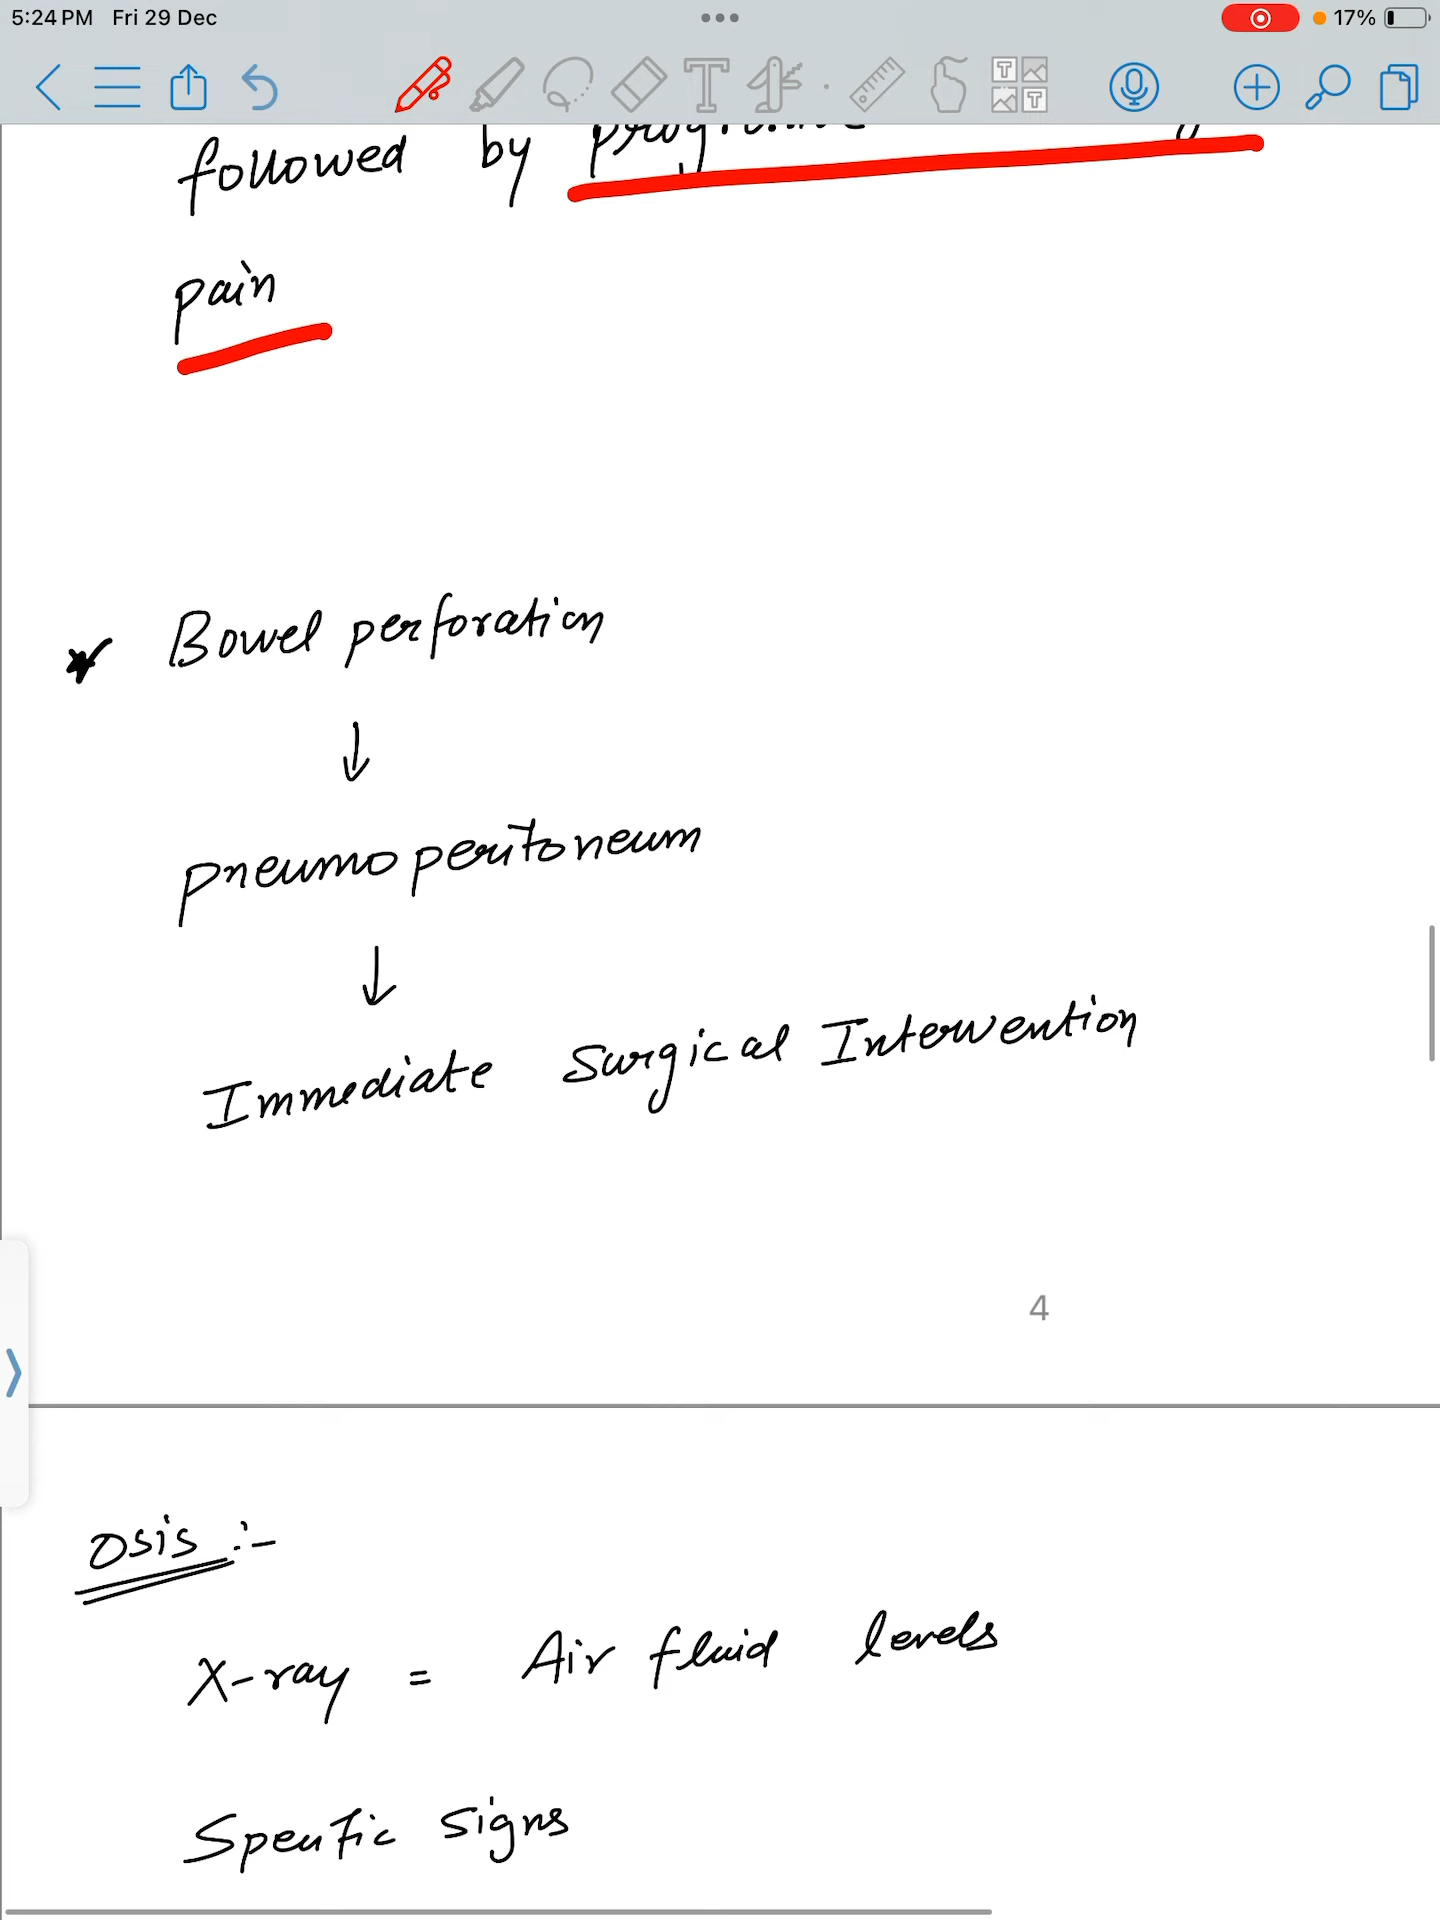 5:24 PM Fri 29 Dec
17%
followed by
pain
Bowel perforation
↓
pneumoperitoneum
↓
Immediate Surgical Intervention
4
osis :-
X-ray = Air fluid levels
Specific signs